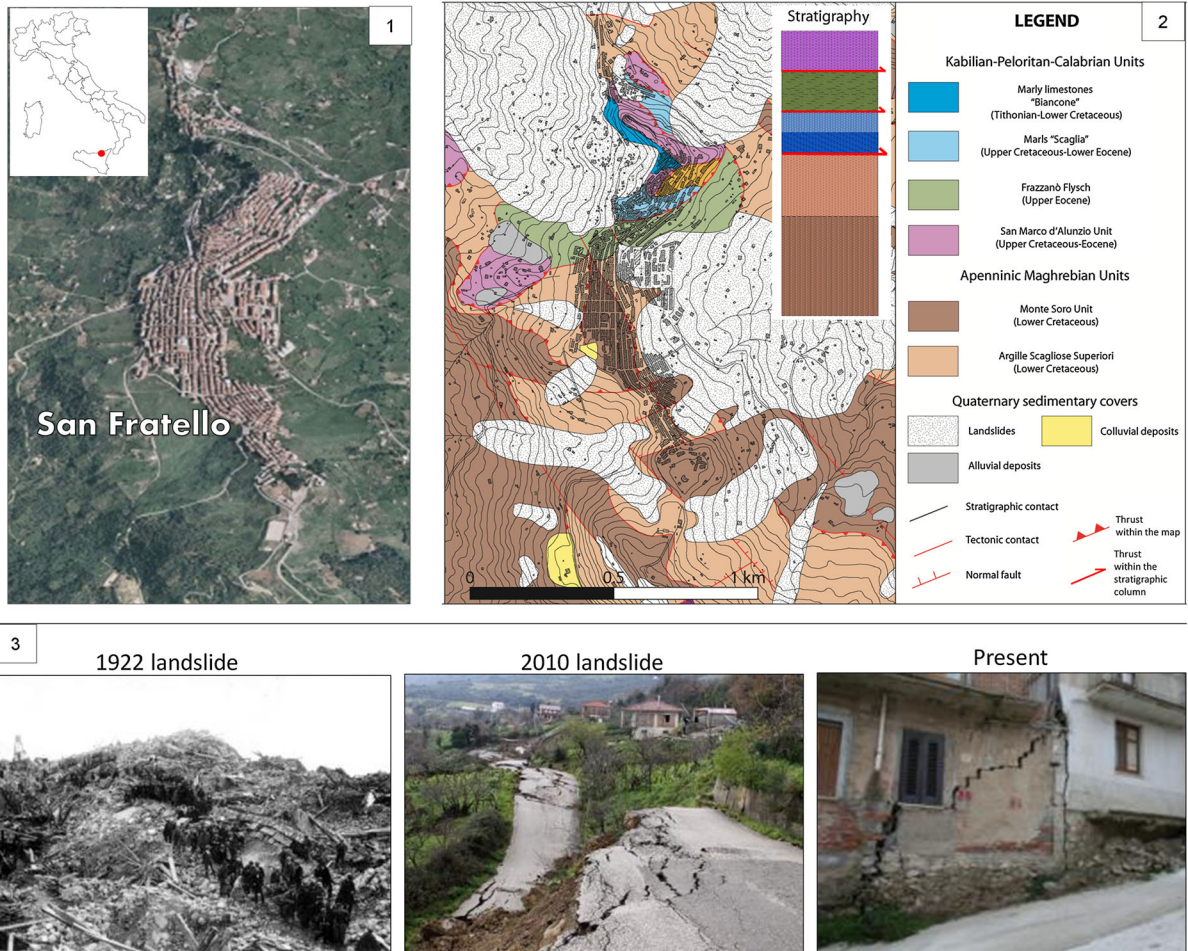 1
San Fratello
Stratigraphy
0
0.5
1 km
LEGEND
2
Kabilian-Peloritan-Calabrian Units
Marly limestones
"Biancone"
(Tithonian-Lower Cretaceous)
Marls "Scaglia"
(Upper Cretaceous-Lower Eocene)
Frazzanò Flysch
(Upper Eocene)
San Marco d'Alunzio Unit
(Upper Cretaceous-Eocene)
Apenninic Maghrebian Units
Monte Soro Unit
(Lower Cretaceous)
Argille Scagliose Superiori
(Lower Cretaceous)
Quaternary sedimentary covers
Landslides
Colluvial deposits
Alluvial deposits
Stratigraphic contact
Tectonic contact
Normal fault
Thrust
within the map
Thrust
within the
stratigraphic
column
3
1922 landslide
2010 landslide
Present